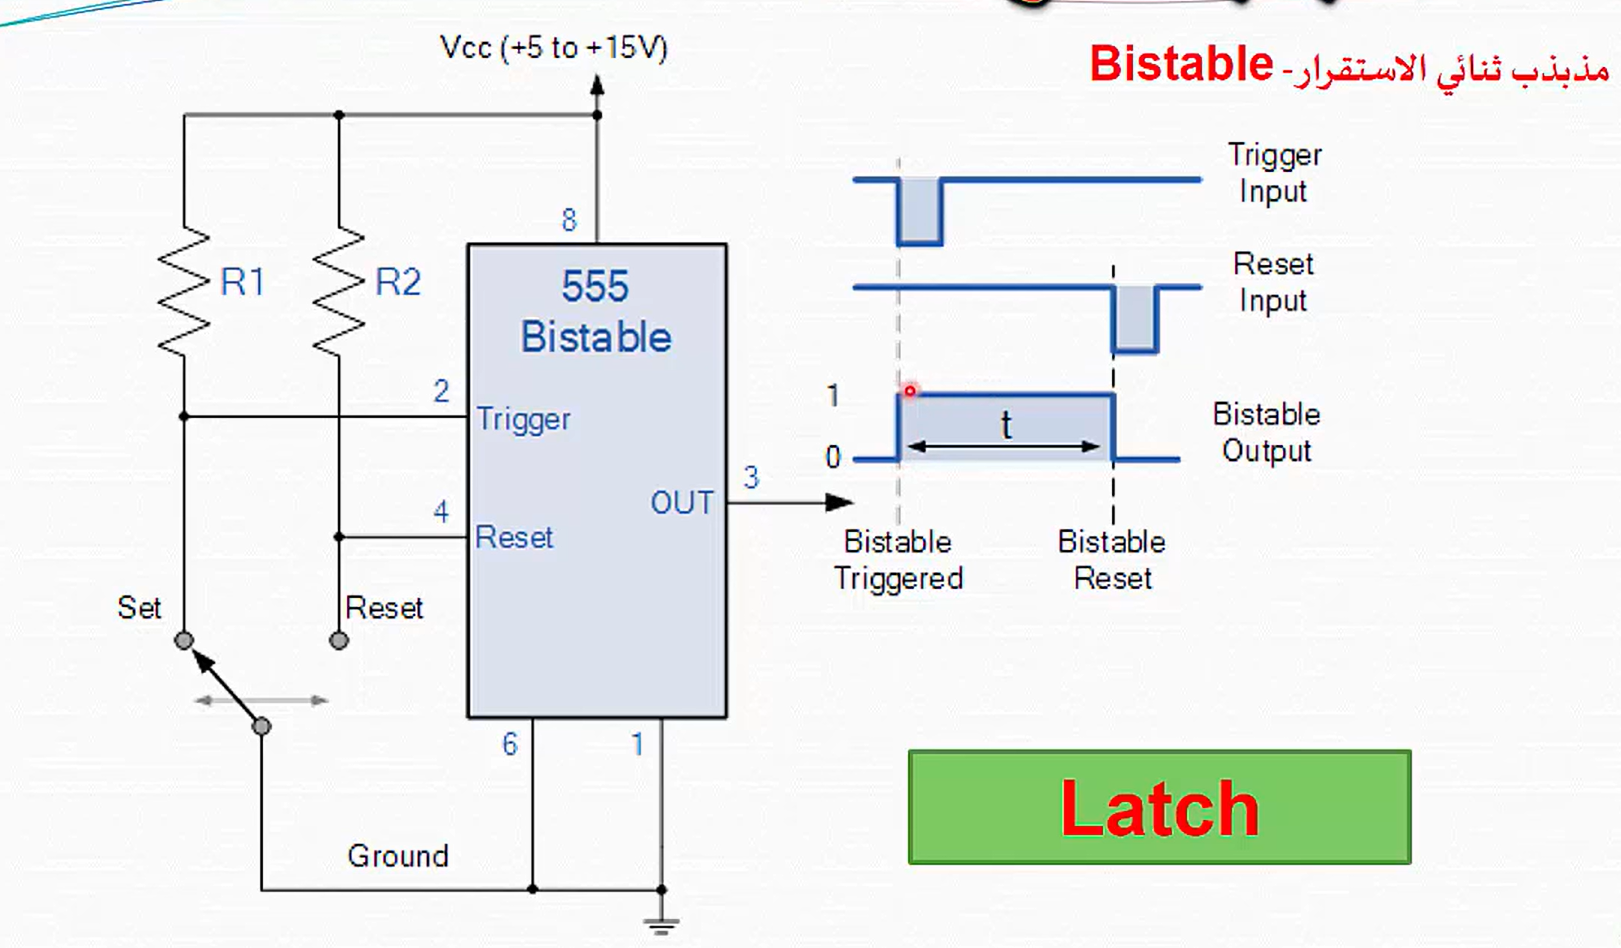 Vcc (+5 to +15V)
مذبذب ثنائي الاستقرار- Bistable
Trigger
Input
8
Reset
Input
R1
R2
555
Bistable
2
Trigger
1
t
0
Bistable
Output
3
4
OUT
Reset
Bistable
Triggered
Bistable
Reset
Set
Reset
6
1
Latch
Ground